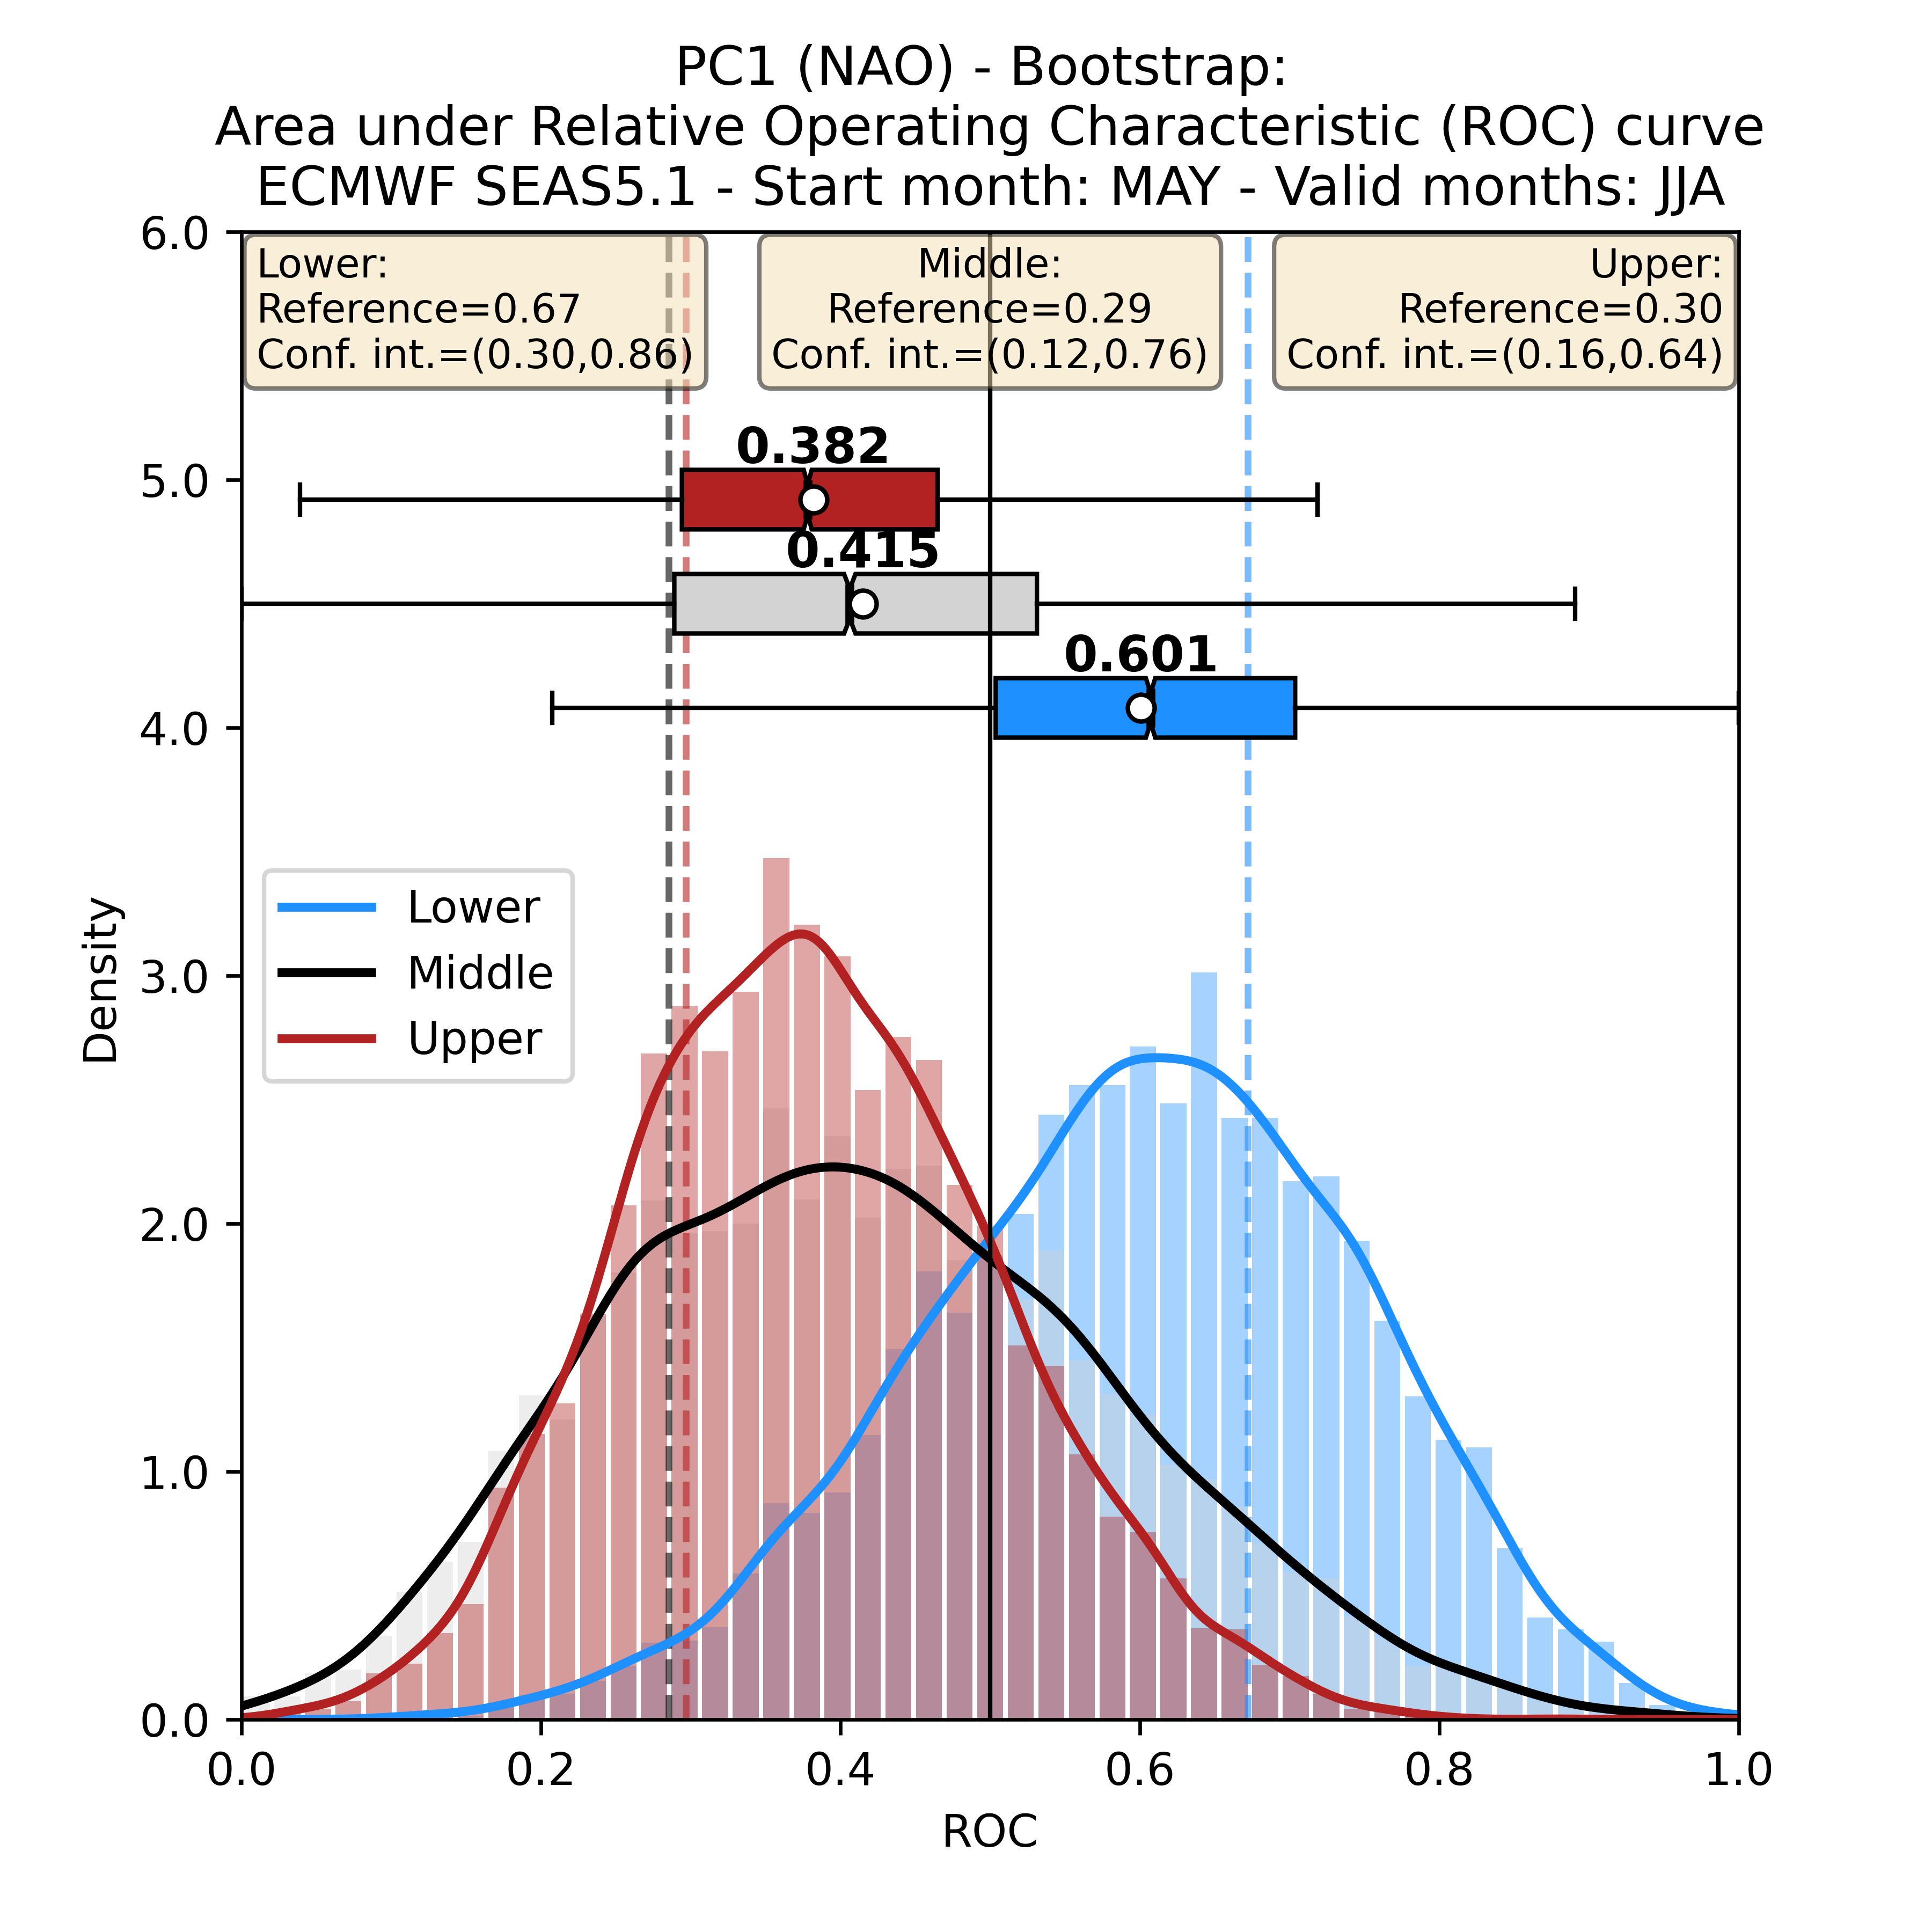 PC1 (NAO) - Bootstrap:
Area under Relative Operating Characteristic (ROC) curve
ECMWF SEAS5.1 - Start month: MAY - Valid months: JJA
Lower:
Reference=0.67
Conf. int.=(0.30,0.86)
Middle:
Reference=0.29
Conf. int.=(0.12,0.76)
Upper:
Reference=0.30
Conf. int.=(0.16,0.64)
0.382
0.415
0.601
Lower
Middle
Upper
Density
6.0
5.0
4.0
3.0
2.0
1.0
0.0
0.0 0.2 0.4 0.6 0.8 1.0
ROC